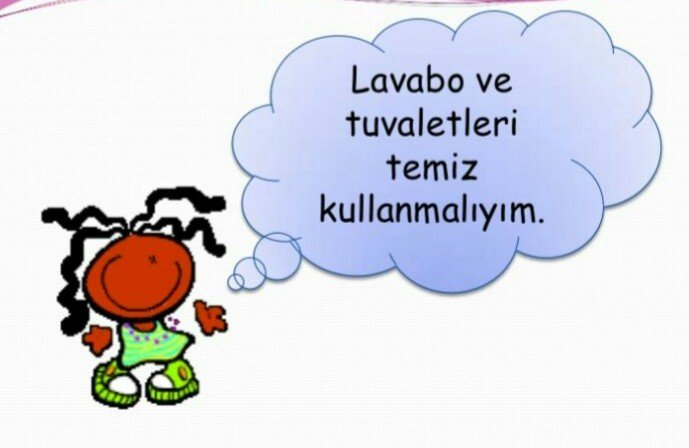 Lavabo ve
tuvaletleri
temiz
kullanmalıyım.